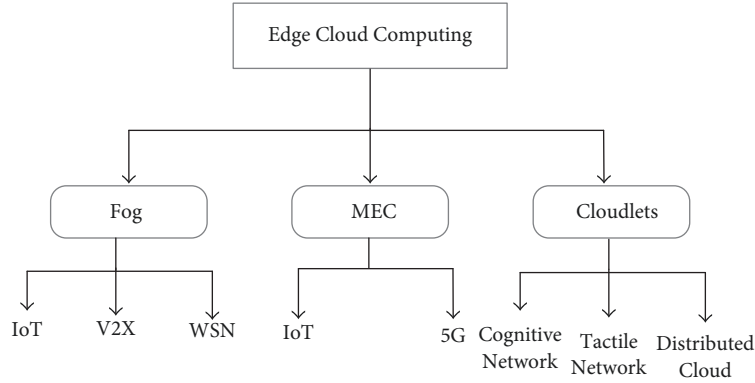 Edge Cloud Computing
Fog
MEC
Cloudlets
IoT
V2X
WSN
IoT
5G
Cognitive
Network
Tactile
Network
Distributed
Cloud